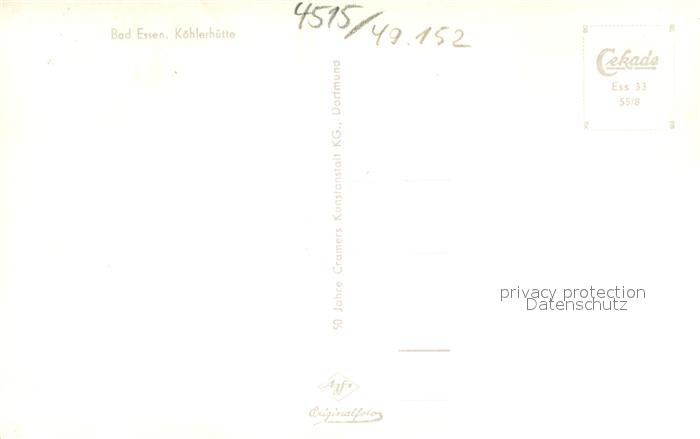 Bad Essen. Köhlerhütte
4515/49.152
Cekade
Ess 33
55/8
50 Jahre Cramers Kunstanstalt KG., Dortmund
privacy protection
Datenschutz
Agfa
Originalfoto